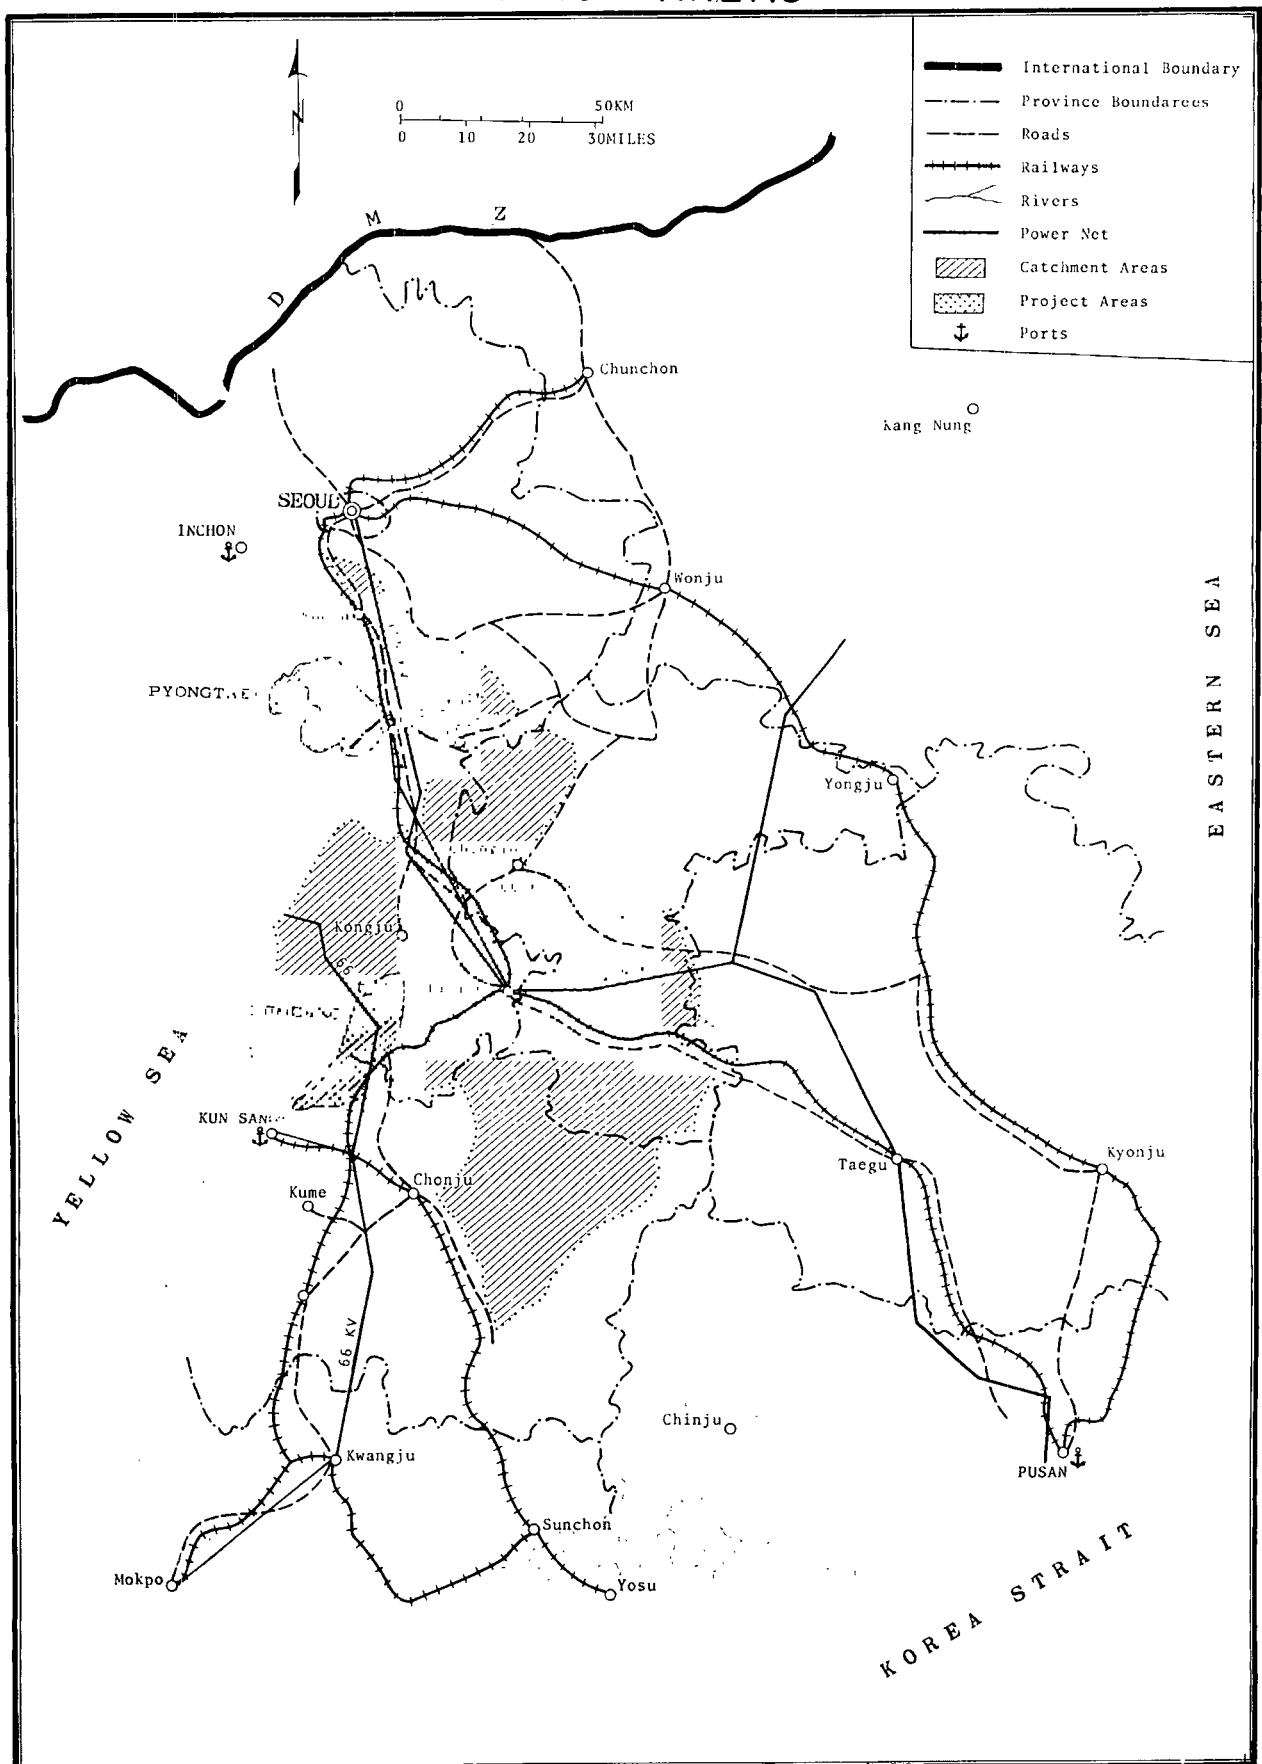 0 50KM
0 10 20 30MILES
N
International Boundary
Province Boundarees
Roads
Railways
Rivers
Power Net
Catchment Areas
Project Areas
Ports
D M Z
Chunchon
Kang Nung
SEOUL
INCHON
Wonju
EASTERN SEA
Yongju
Kongju
66
YELLOW SEA
KUN SAN
Taegu
Kyonju
Kume
Chonju
66 KV
Chinju
Kwangju
PUSAN
Sunchon
Mokpo
Yosu
KOREA STRAIT